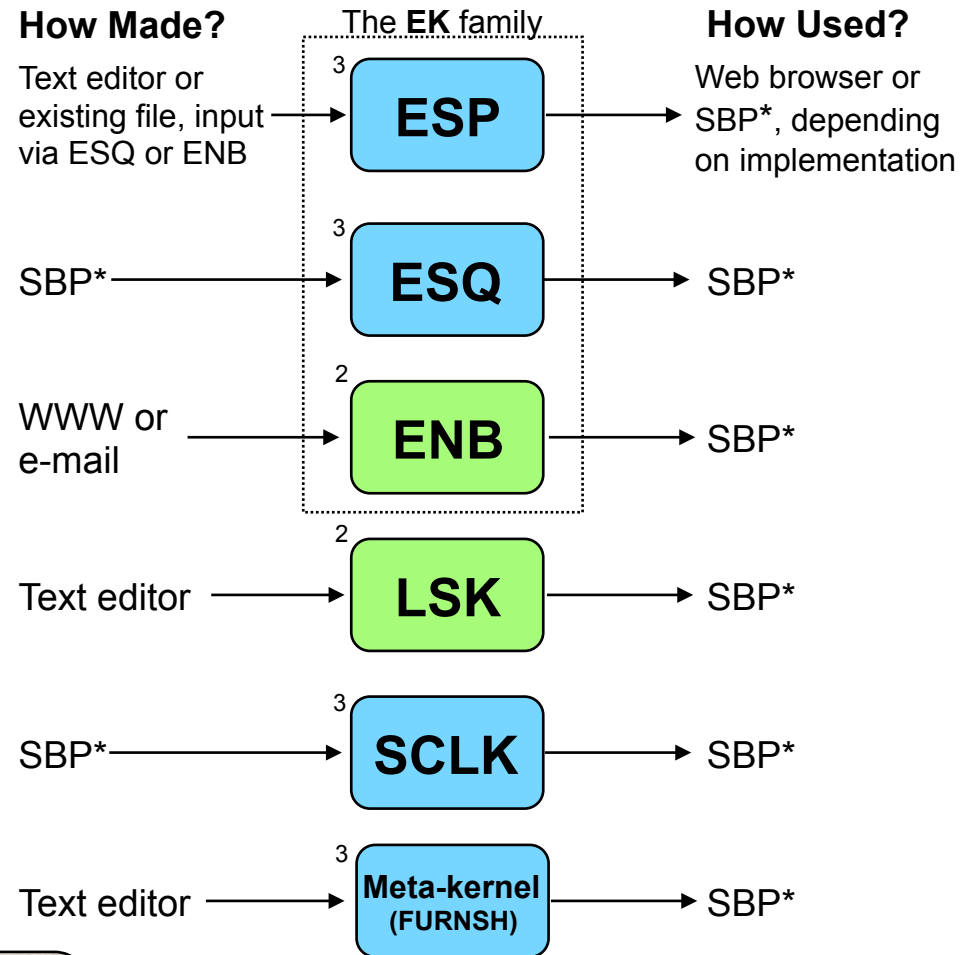 How Made?
The EK family
How Used?
Text editor or
existing file, input
via ESQ or ENB
3
ESP
Web browser or
SBP*, depending
on implementation
SBP*
3
ESQ
SBP*
WWW or
e-mail
2
ENB
SBP*
Text editor
2
LSK
SBP*
SBP*
3
SCLK
SBP*
Text editor
3
Meta-kernel
(FURNSH)
SBP*